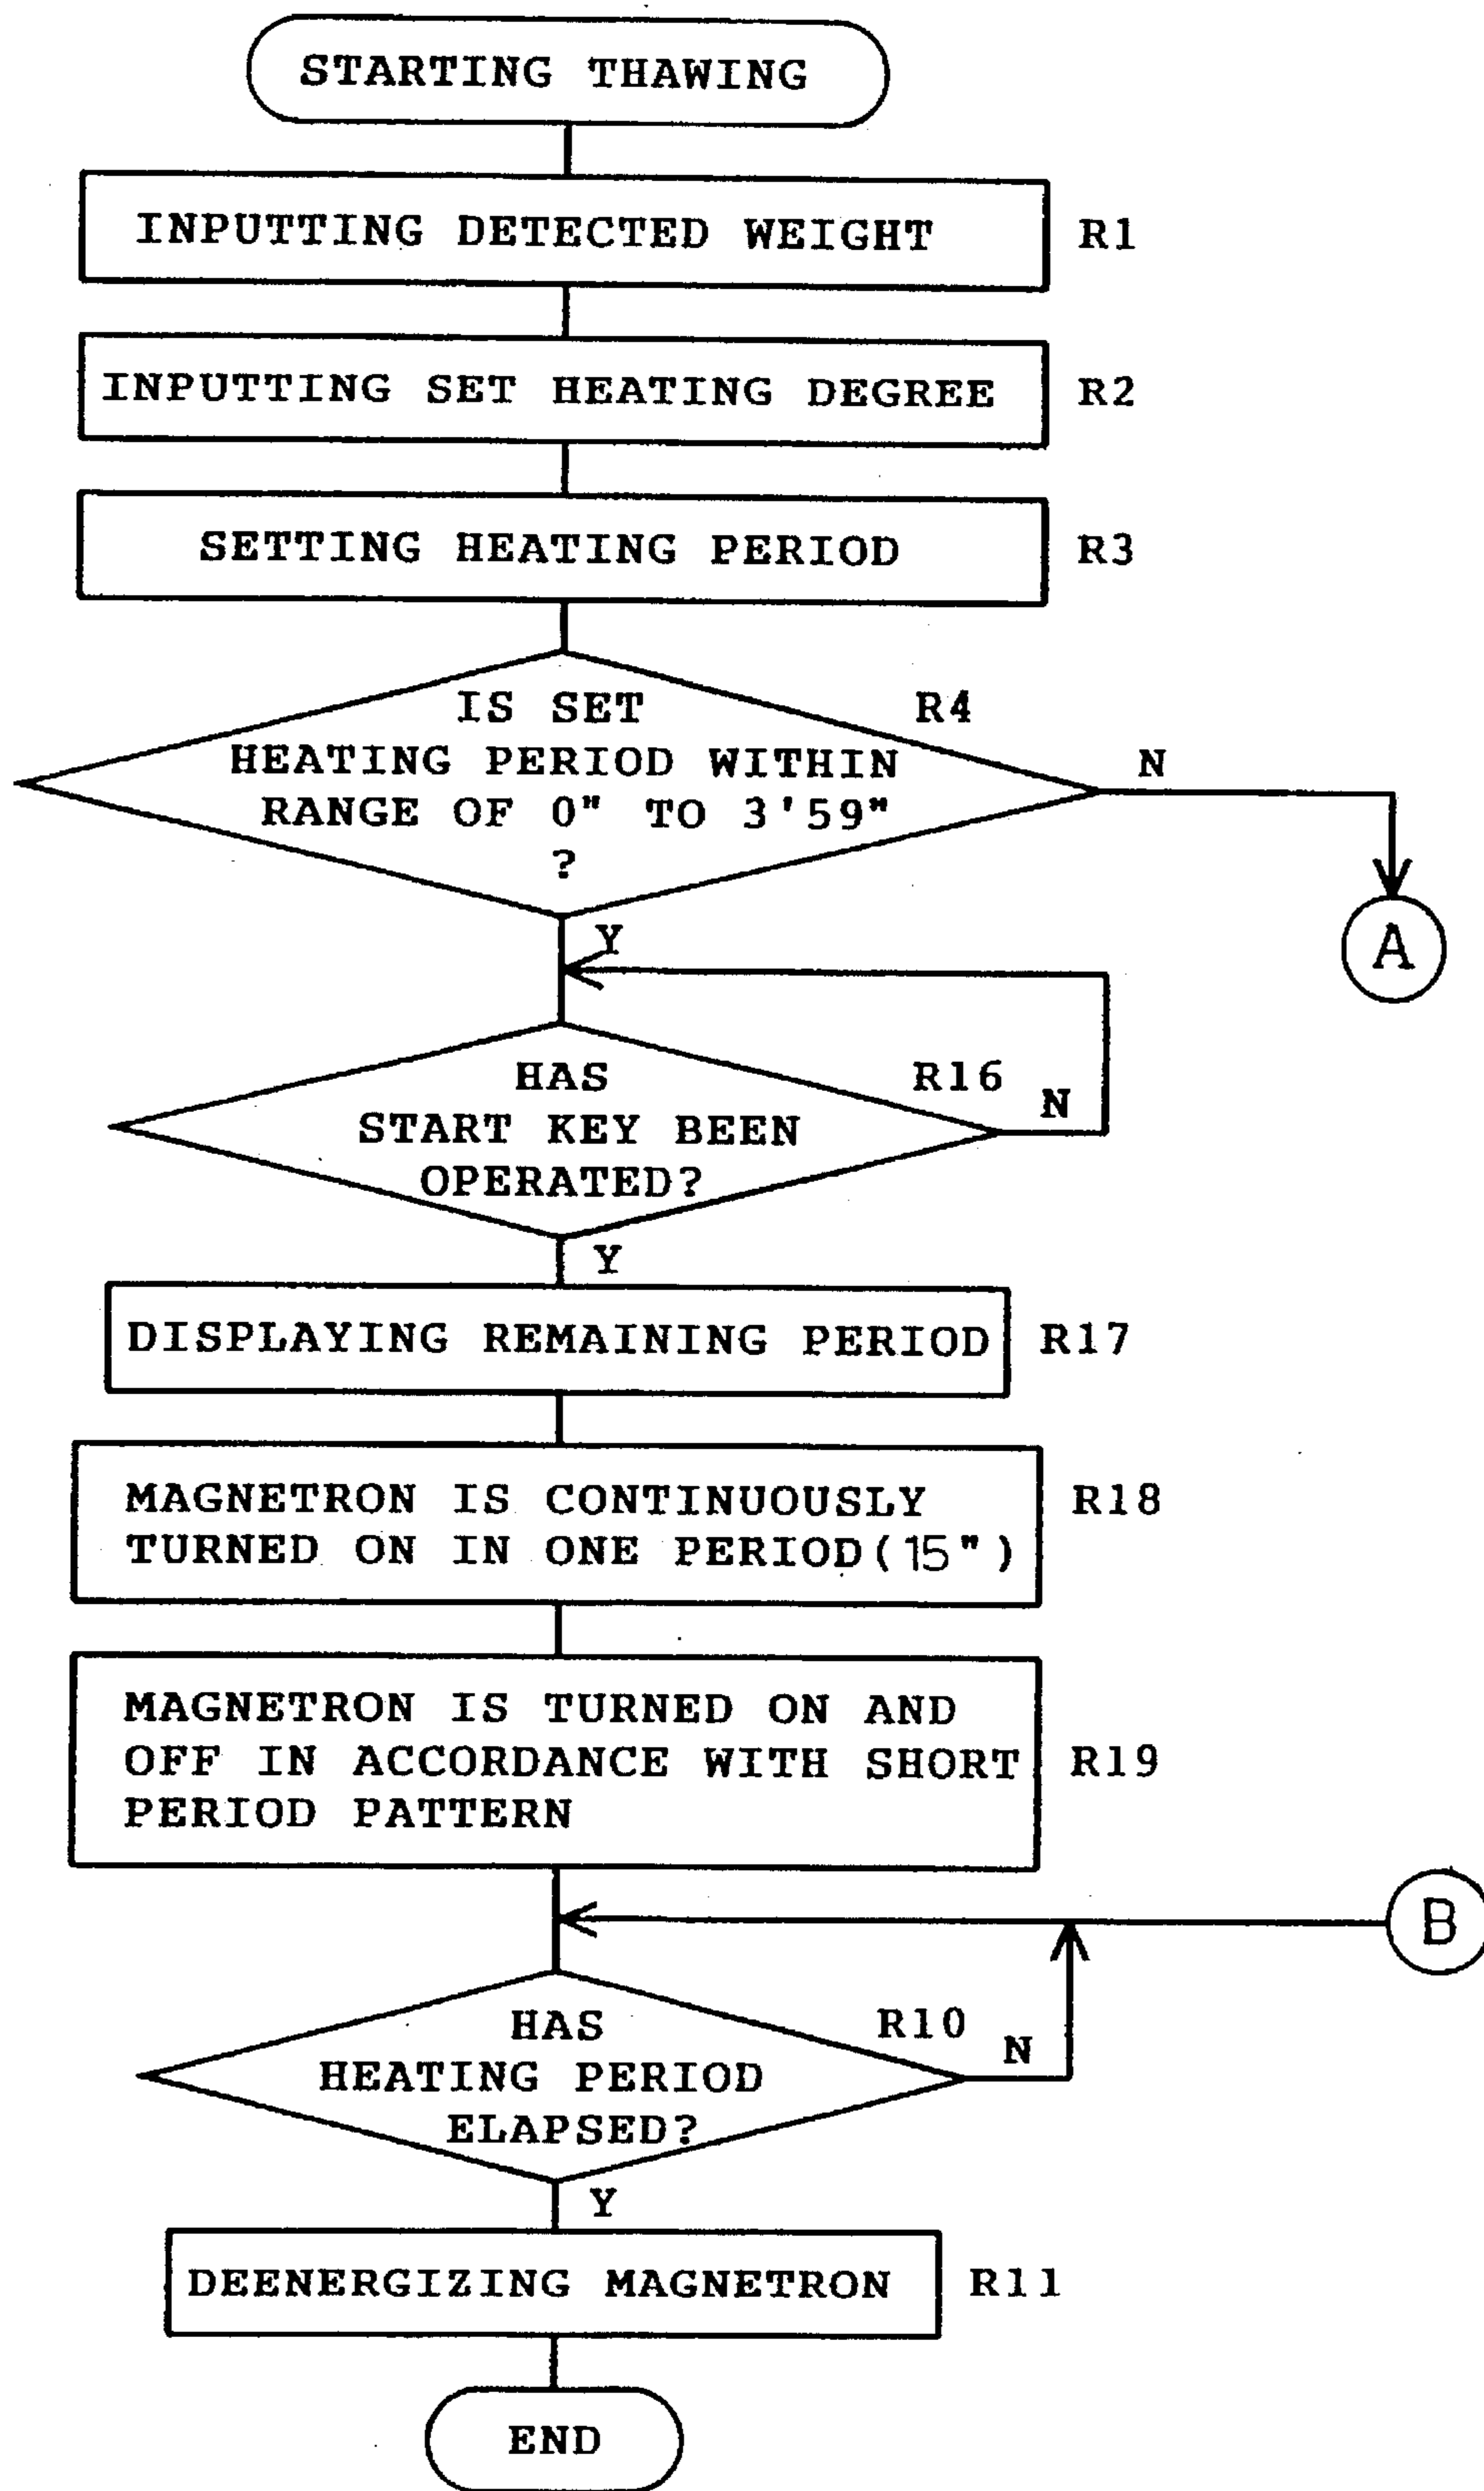 STARTING THAWING
INPUTTING DETECTED WEIGHT
R1
INPUTTING SET HEATING DEGREE
R2
SETTING HEATING PERIOD
R3
IS SET
R4
HEATING PERIOD WITHIN
N
RANGE OF 0" TO 3'59"
?
Y
A
HAS
R16
N
START KEY BEEN
OPERATED?
Y
DISPLAYING REMAINING PERIOD
R17
MAGNETRON IS CONTINUOUSLY
R18
TURNED ON IN ONE PERIOD(15")
MAGNETRON IS TURNED ON AND
OFF IN ACCORDANCE WITH SHORT
R19
PERIOD PATTERN
B
HAS
R10
N
HEATING PERIOD
ELAPSED?
Y
DEENERGIZING MAGNETRON
R11
END